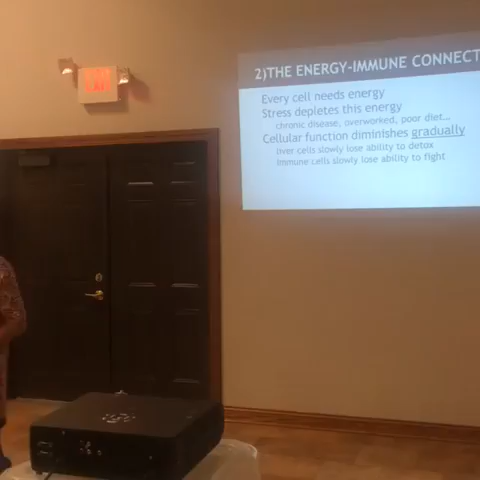 EXIT
2)THE ENERGY-IMMUNE CONNECT
Every cell needs energy
Stress depletes this energy
chronic disease, overworked, poor diet...
Cellular function diminishes gradually
liver cells slowly lose ability to detox
immune cells slowly lose ability to fight